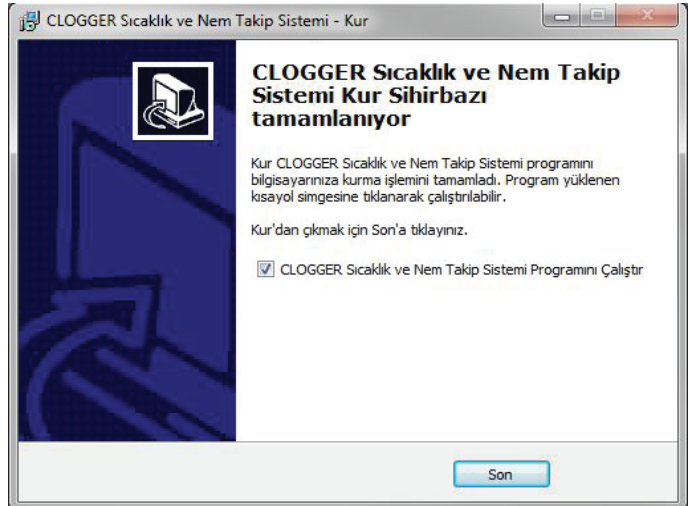 CLOGGER Sıcaklık ve Nem Takip Sistemi - Kur
CLOGGER Sıcaklık ve Nem Takip
Sistemi Kur Sihirbazı
tamamlanıyor
Kur CLOGGER Sıcaklık ve Nem Takip Sistemi programını
bilgisayarınıza kurma işlemini tamamladı. Program yüklenen
kısayol simgesine tıklanarak çalıştırılabilir.
Kur'dan çıkmak için Son'a tıklayınız.
CLOGGER Sıcaklık ve Nem Takip Sistemi Programını Çalıştır
Son